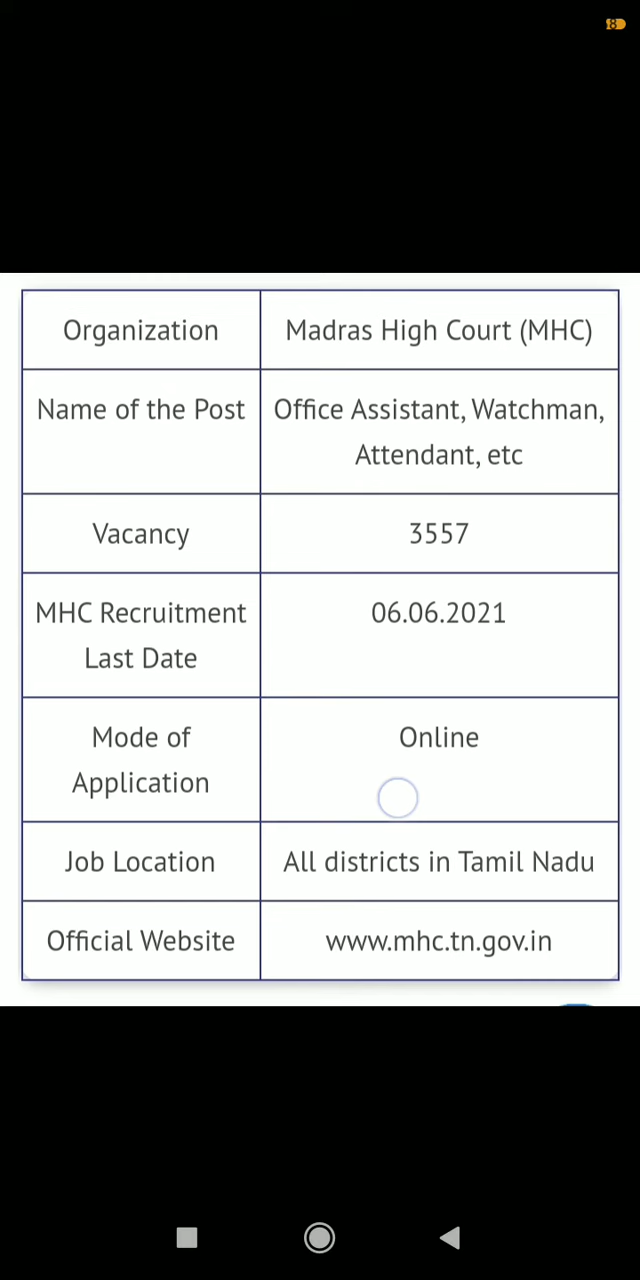 8
Organization
Madras High Court (MHC)
Name of the Post
Office Assistant, Watchman,
Attendant, etc
Vacancy
3557
MHC Recruitment
Last Date
06.06.2021
Mode of
Application
Online
Job Location
All districts in Tamil Nadu
Official Website
www.mhc.tn.gov.in